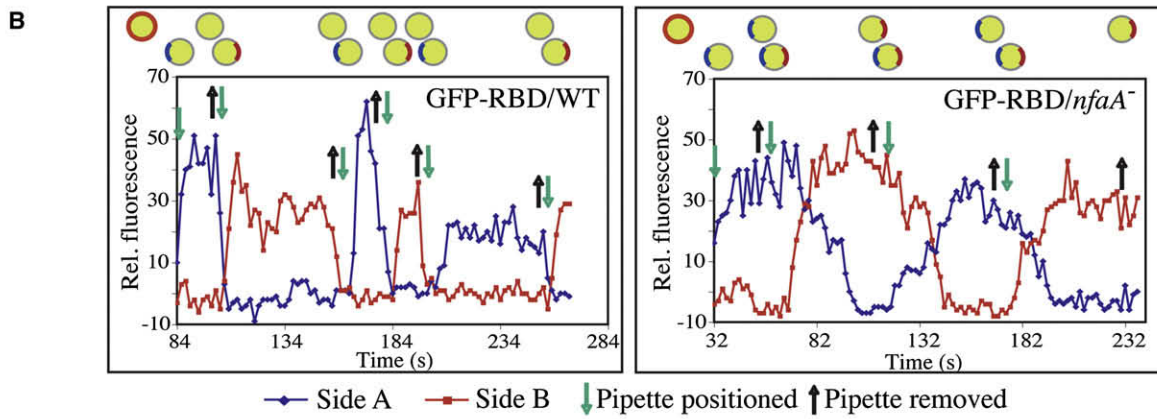 B
GFP-RBD/WT
Rel. fluorescence
70
50
30
10
-10
84 134 184 234 284
Time (s)
GFP-RBD/nfaA-
Rel. fluorescence
70
50
30
10
-10
32 82 132 182 232
Time (s)
Side A Side B Pipette positioned Pipette removed